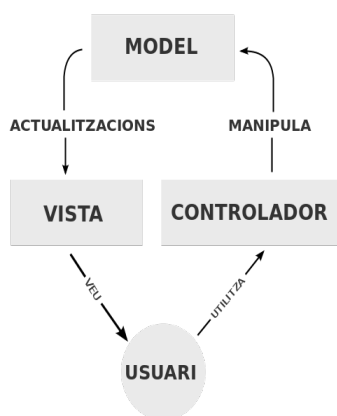 MODEL
ACTUALITZACIONS
MANIPULA
VISTA
CONTROLADOR
VEU
UTILITZA
USUARI